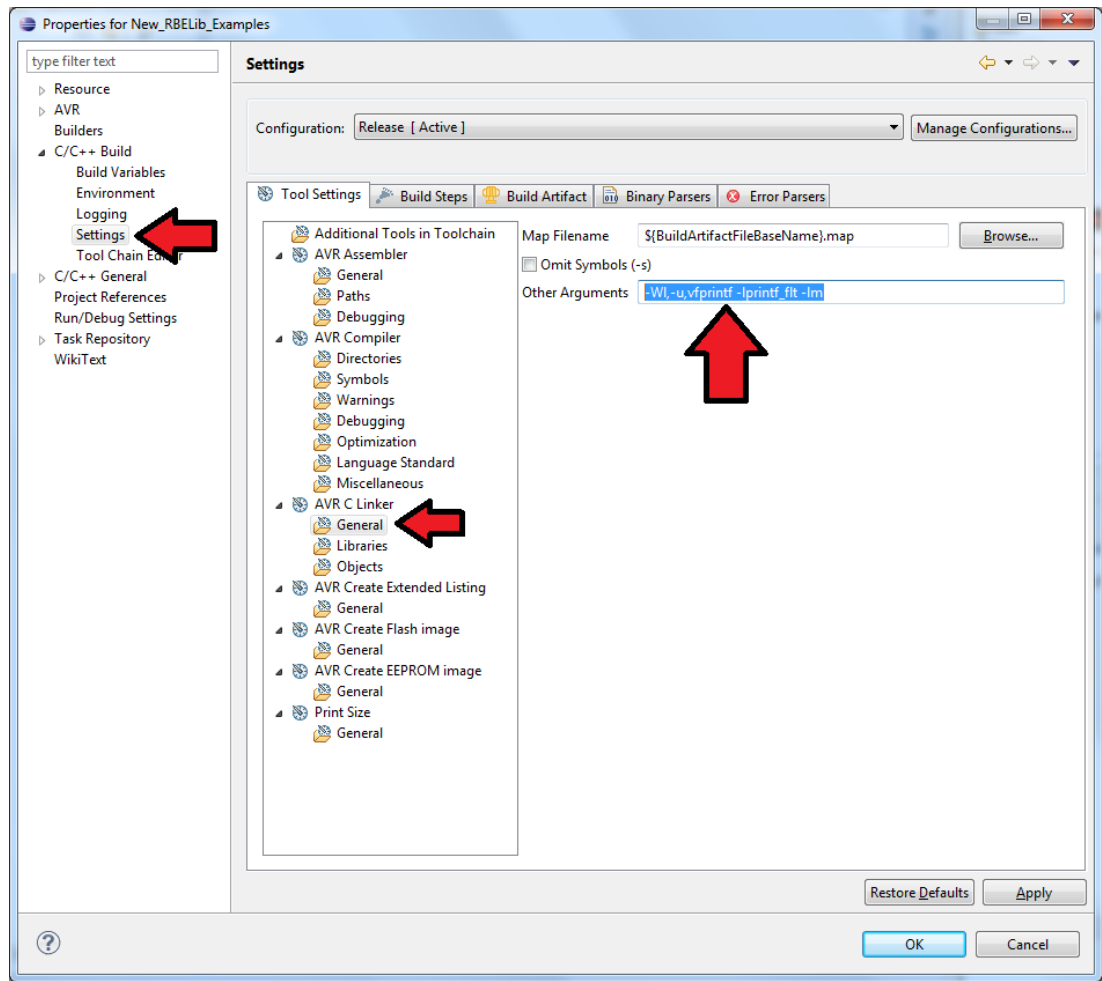 Properties for New_RBELib_Examples
type filter text
Resource
AVR
Builders
C/C++ Build
Build Variables
Environment
Logging
Settings
Tool Chain Editor
C/C++ General
Project References
Run/Debug Settings
Task Repository
WikiText
Settings
Configuration: Release [ Active ] Manage Configurations...
Tool Settings Build Steps Build Artifact Binary Parsers Error Parsers
Additional Tools in Toolchain
AVR Assembler
General
Paths
Debugging
AVR Compiler
Directories
Symbols
Warnings
Debugging
Optimization
Language Standard
Miscellaneous
AVR C Linker
General
Libraries
Objects
AVR Create Extended Listing
General
AVR Create Flash image
General
AVR Create EEPROM image
General
Print Size
General
Map Filename ${BuildArtifactFileBaseName}.map Browse...
Omit Symbols (-s)
Other Arguments -Wl,-u,vfprintf -lprintf_flt -lm
Restore Defaults Apply
OK Cancel